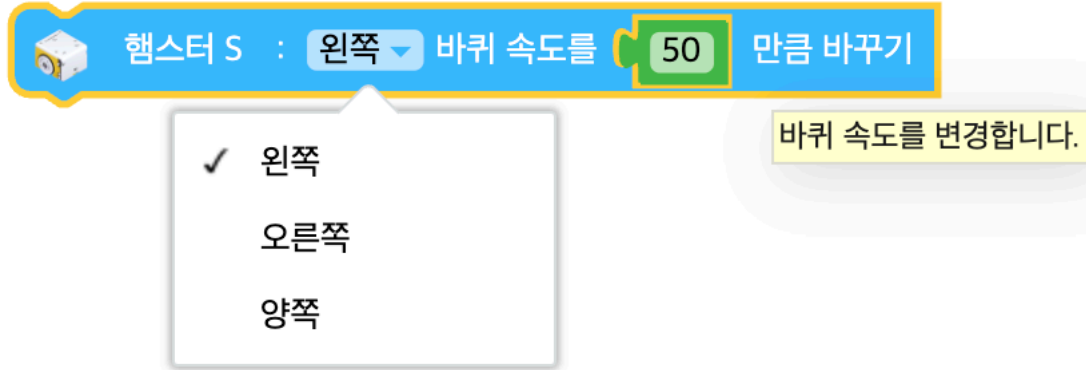 햄스터 S : 왼쪽 바퀴 속도를 50 만큼 바꾸기
바퀴 속도를 변경합니다.
✓ 왼쪽
오른쪽
양쪽